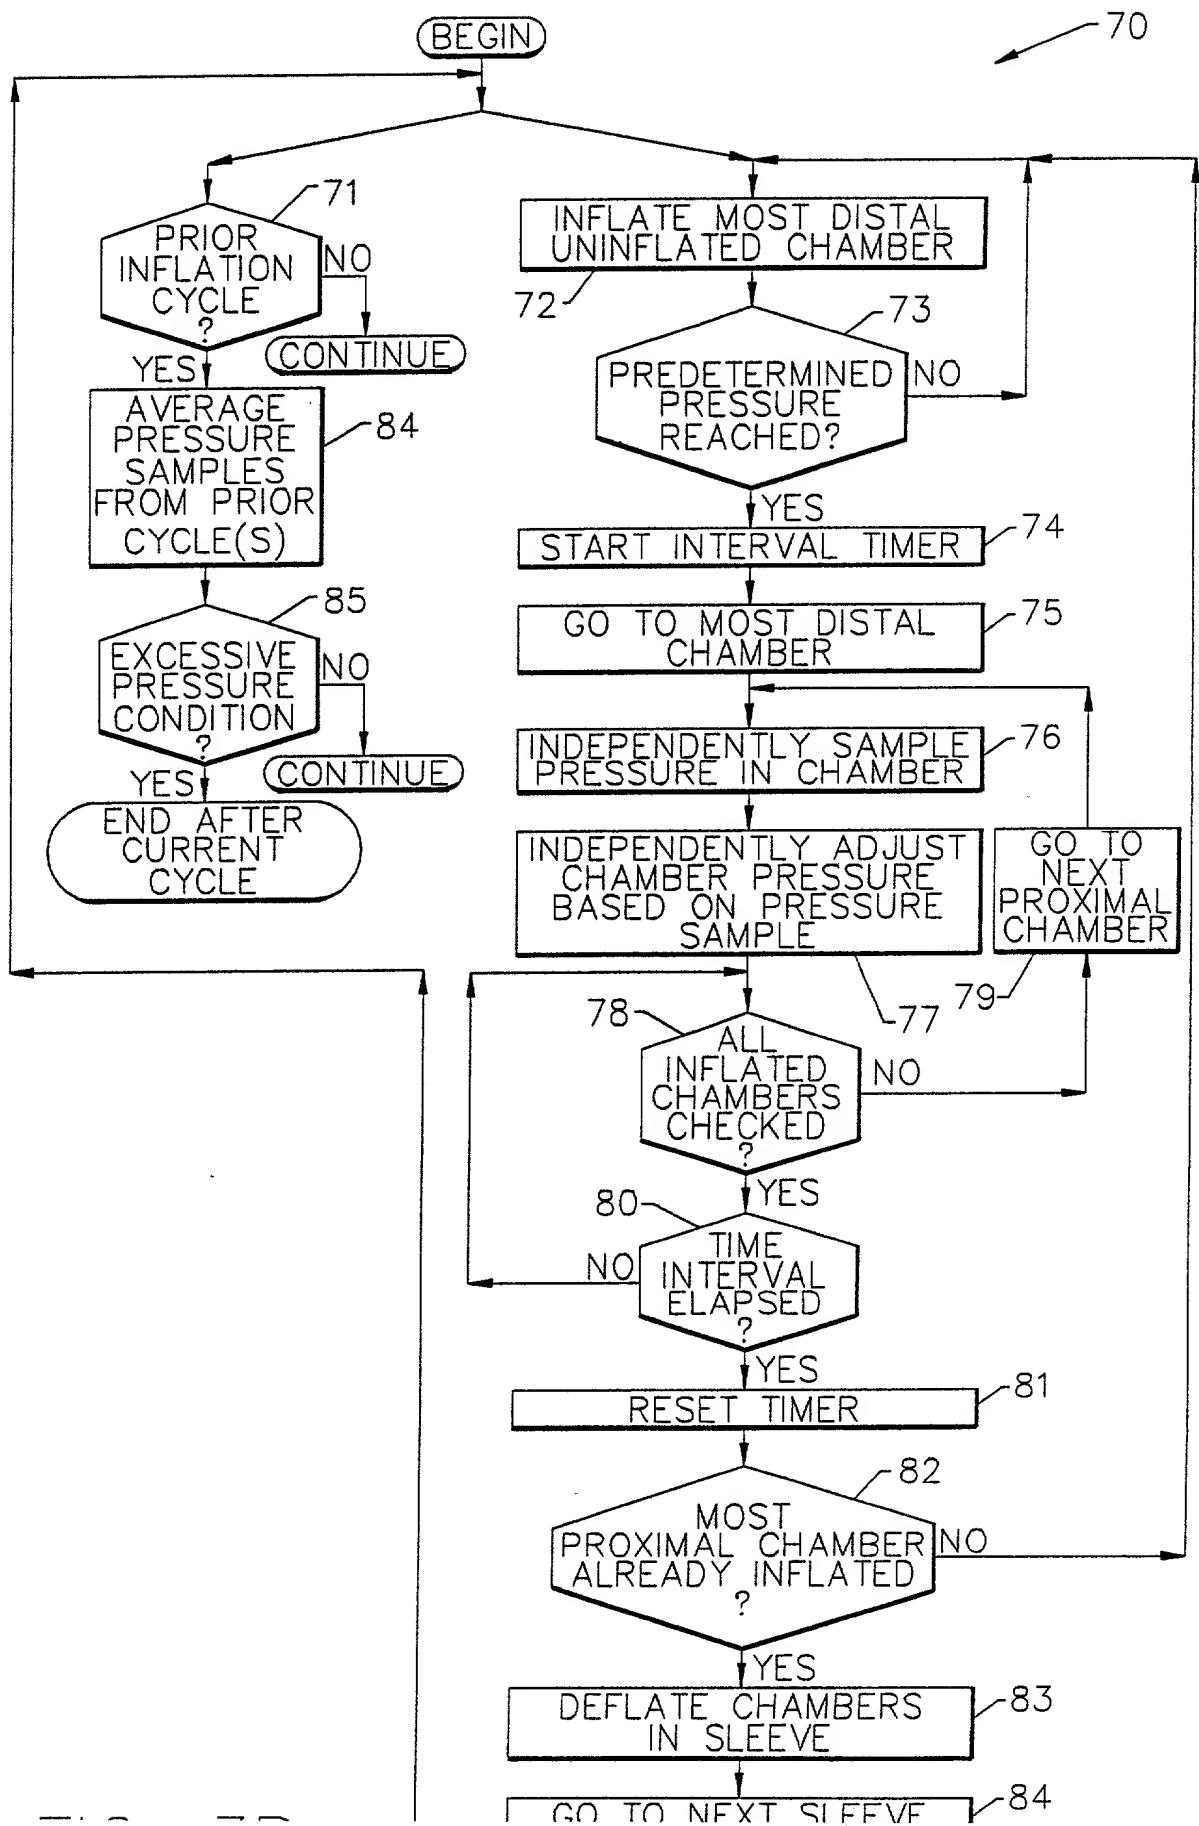 BEGIN
70
71
PRIOR
INFLATION
CYCLE
?
NO
CONTINUE
YES
AVERAGE
PRESSURE
SAMPLES
FROM PRIOR
CYCLE(S)
84
85
EXCESSIVE
PRESSURE
CONDITION
?
NO
CONTINUE
YES
END AFTER
CURRENT
CYCLE
INFLATE MOST DISTAL
UNINFLATED CHAMBER
72
73
PREDETERMINED
PRESSURE
REACHED?
NO
YES
START INTERVAL TIMER
74
GO TO MOST DISTAL
CHAMBER
75
INDEPENDENTLY SAMPLE
PRESSURE IN CHAMBER
76
INDEPENDENTLY ADJUST
CHAMBER PRESSURE
BASED ON PRESSURE
SAMPLE
77
GO TO
NEXT
PROXIMAL
CHAMBER
79
78
ALL
INFLATED
CHAMBERS
CHECKED
?
NO
YES
80
TIME
INTERVAL
ELAPSED
?
NO
YES
RESET TIMER
81
82
MOST
PROXIMAL CHAMBER
ALREADY INFLATED
?
NO
YES
DEFLATE CHAMBERS
IN SLEEVE
83
GO TO NEXT SLEEVE
84